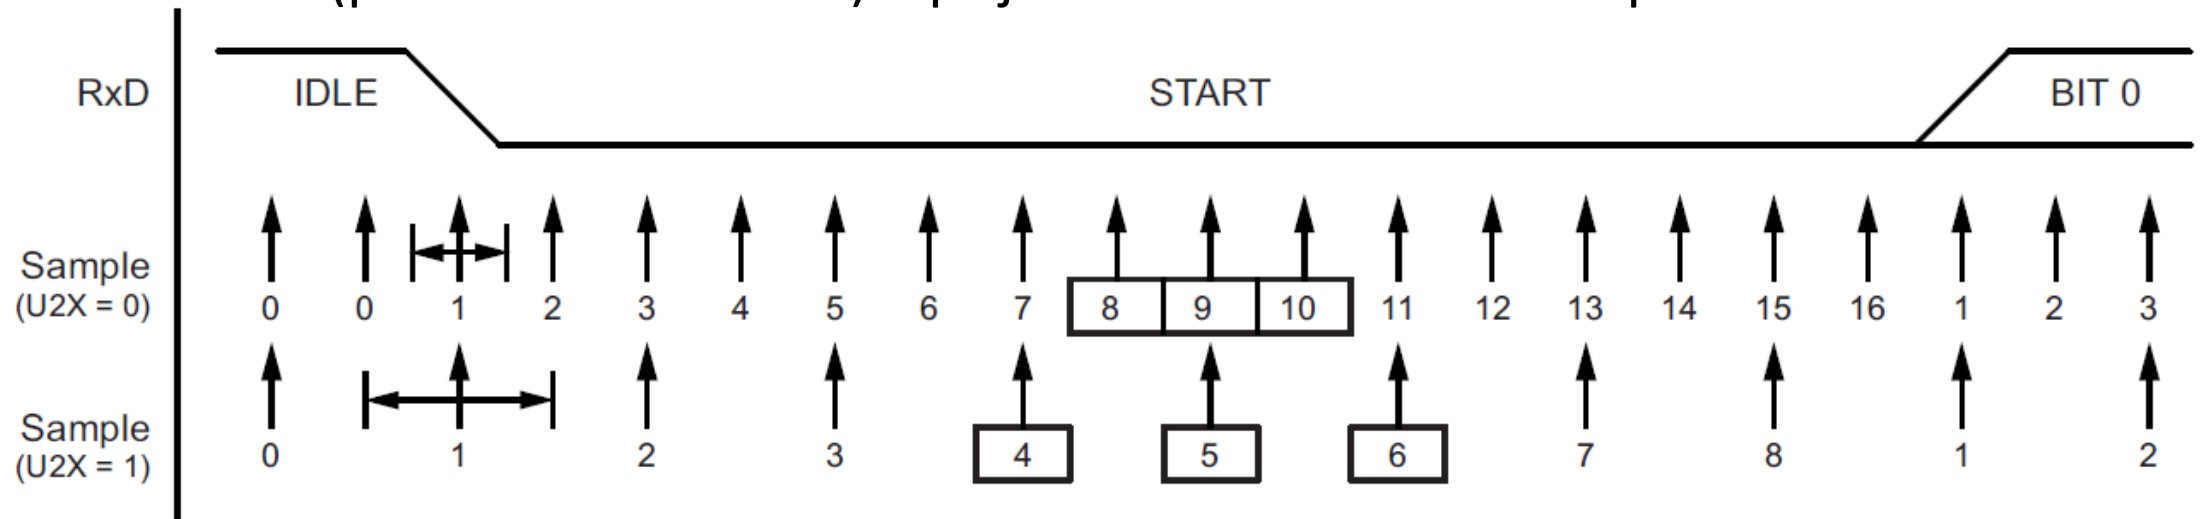 RxD IDLE START BIT 0
Sample
(U2X = 0) 0 0 1 2 3 4 5 6 7 8 9 10 11 12 13 14 15 16 1 2 3
Sample
(U2X = 1) 0 1 2 3 4 5 6 7 8 1 2